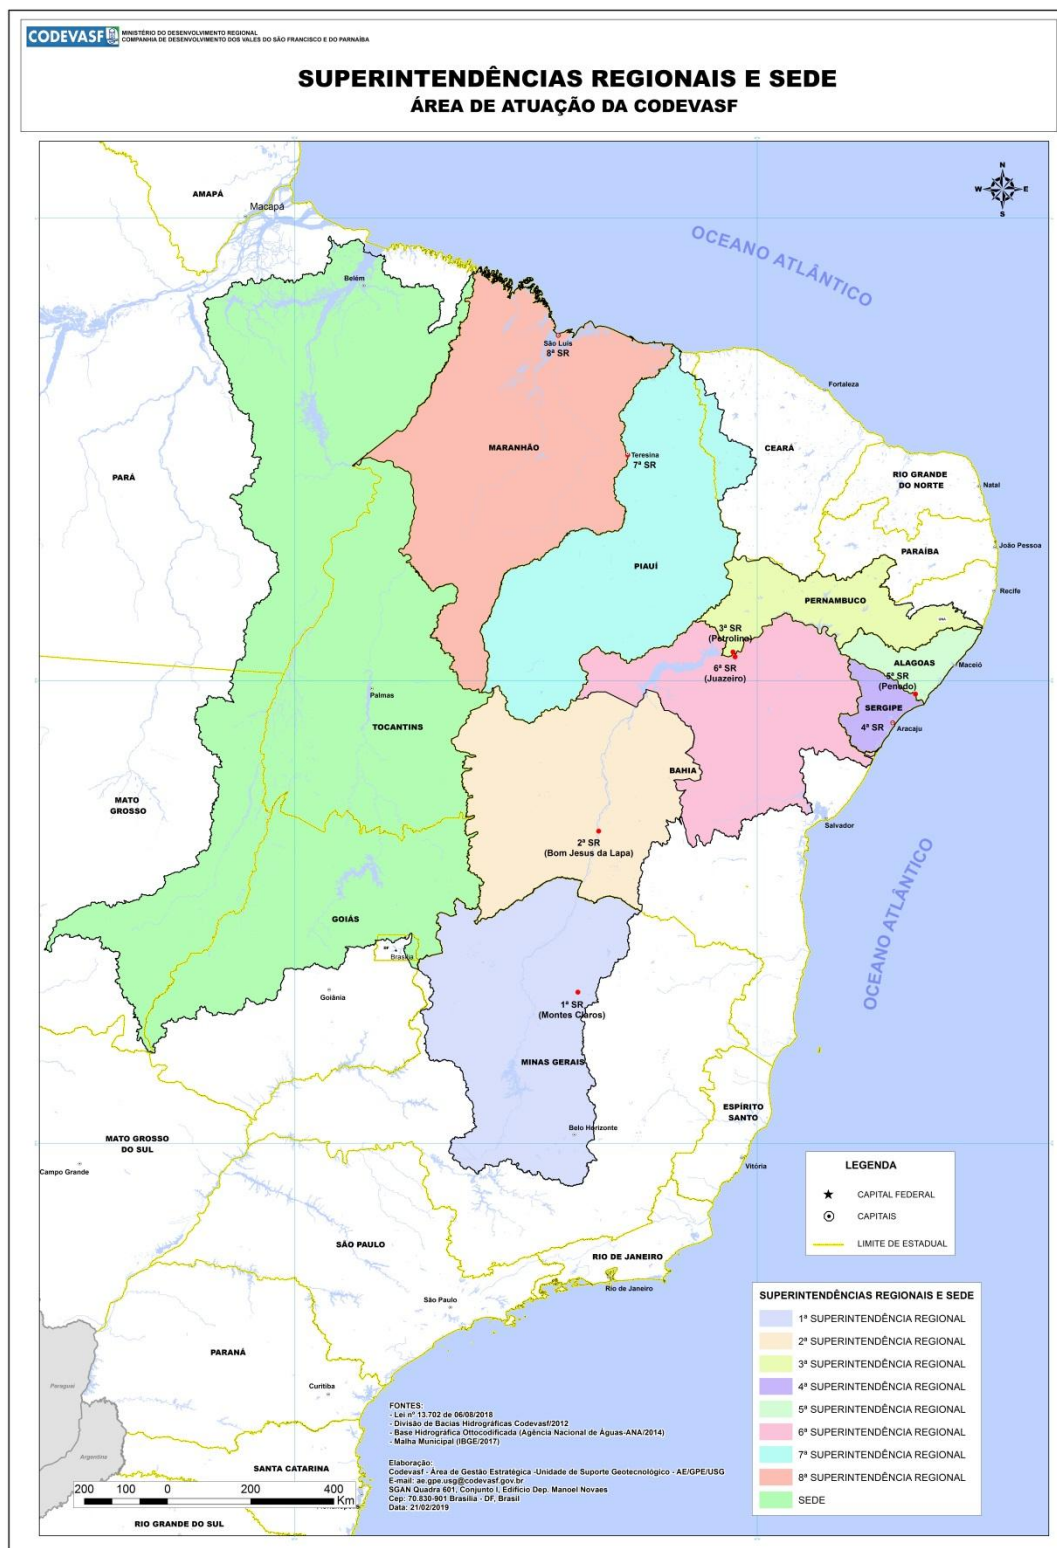 CODEVASF
MINISTÉRIO DO DESENVOLVIMENTO REGIONAL
COMPANHIA DE DESENVOLVIMENTO DOS VALES DO SÃO FRANCISCO E DO PARNAÍBA
SUPERINTENDÊNCIAS REGIONAIS E SEDE
ÁREA DE ATUAÇÃO DA CODEVASF
N
W
E
S
AMAPÁ
Macapá
OCEANO ATLÂNTICO
Belém
São Luís
8ª SR
Fortaleza
MARANHÃO
CEARÁ
Teresina
7ª SR
PARÁ
RIO GRANDE
DO NORTE
Natal
João Pessoa
PARAÍBA
PIAUÍ
Recife
PERNAMBUCO
3ª SR
(Petrolino)
6ª SR
(Juazeiro)
ALAGOAS
Maceió
5ª SR
(Penedo)
SERGIPE
4ª SR
Aracaju
Palmas
TOCANTINS
BAHIA
MATO
GROSSO
Salvador
2ª SR
(Bom Jesus da Lapa)
OCEANO ATLÂNTICO
GOIÁS
DF
Brasília
Goiânia
1ª SR
(Montes Claros)
MINAS GERAIS
ESPÍRITO
SANTO
Belo Horizonte
MATO GROSSO
DO SUL
Campo Grande
Vitória
LEGENDA
CAPITAL FEDERAL
CAPITAIS
LIMITE DE ESTADUAL
SÃO PAULO
RIO DE JANEIRO
Rio de Janeiro
São Paulo
SUPERINTENDÊNCIAS REGIONAIS E SEDE
1ª SUPERINTENDÊNCIA REGIONAL
2ª SUPERINTENDÊNCIA REGIONAL
3ª SUPERINTENDÊNCIA REGIONAL
4ª SUPERINTENDÊNCIA REGIONAL
5ª SUPERINTENDÊNCIA REGIONAL
6ª SUPERINTENDÊNCIA REGIONAL
7ª SUPERINTENDÊNCIA REGIONAL
8ª SUPERINTENDÊNCIA REGIONAL
SEDE
PARANÁ
Paraguai
Curitiba
Argentina
SANTA CATARINA
FONTES:
- Lei nº 13.702 de 06/08/2018
- Divisão de Bacias Hidrográficas Codevasf/2012
- Base Hidrográfica Ottocodificada (Agência Nacional de Águas-ANA/2014)
- Malha Municipal (IBGE/2017)
Elaboração:
Codevasf - Área de Gestão Estratégica -Unidade de Suporte Geotecnológico - AE/GPE/USG
E-mail: ae.gpe.usg@codevasf.gov.br
SGAN Quadra 601, Conjunto I, Edifício Dep. Manoel Novaes
Cep: 70.830-901 Brasília - DF, Brasil
Data: 21/02/2019
200 100 0 200 400
Km
RIO GRANDE DO SUL